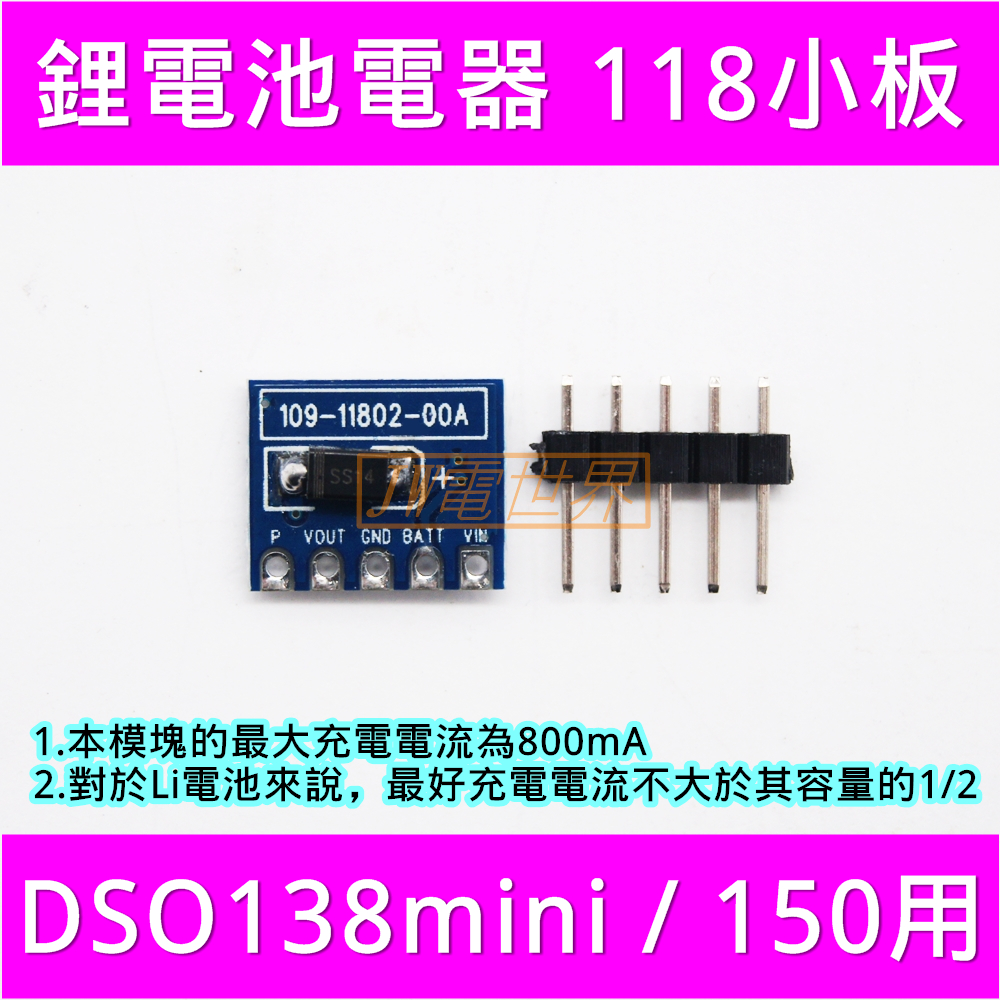 鋰電池電器 118小板
109-11802-00A
SS14
JW電世界
P VOUT GND BATT VIN
1.本模塊的最大充電電流為800mA
2.對於Li電池來說，最好充電電流不大於其容量的1/2
DSO138mini / 150用